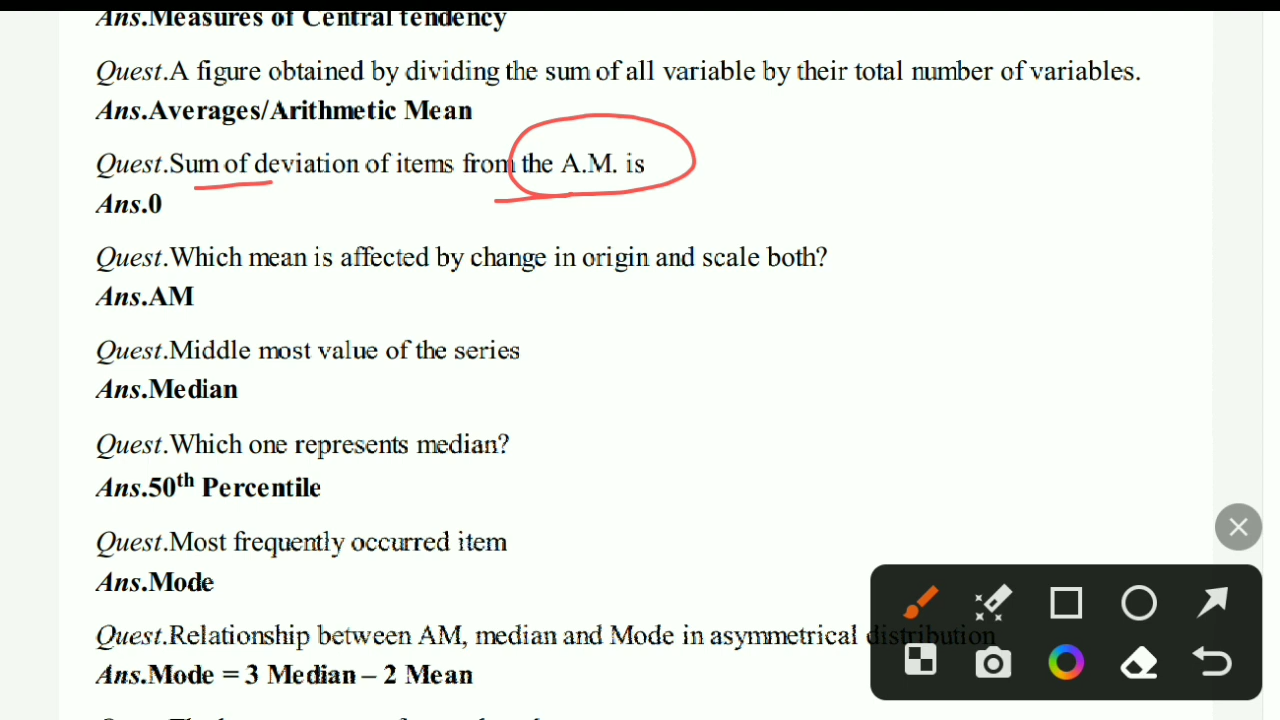 Ans.Measures of Central tendency
Quest.A figure obtained by dividing the sum of all variable by their total number of variables.
Ans.Averages/Arithmetic Mean
Quest.Sum of deviation of items from the A.M. is
Ans.0
Quest.Which mean is affected by change in origin and scale both?
Ans.AM
Quest.Middle most value of the series
Ans.Median
Quest.Which one represents median?
Ans.50th Percentile
Quest.Most frequently occurred item
Ans.Mode
Quest.Relationship between AM, median and Mode in asymmetrical distribution
Ans.Mode = 3 Median – 2 Mean